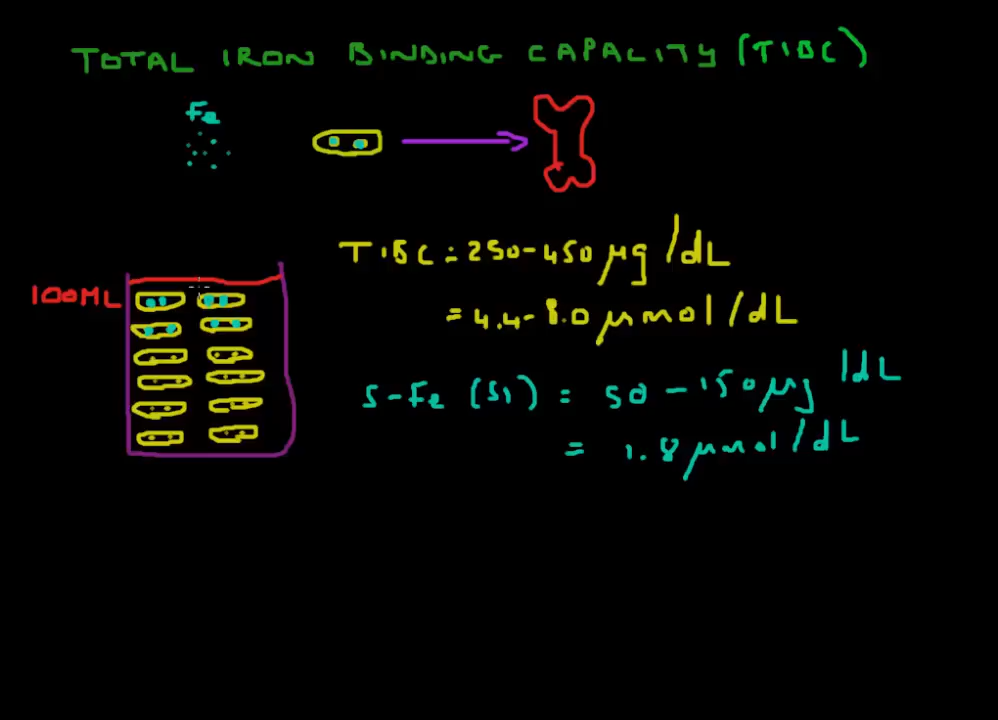 TOTAL IRON BINDING CAPACITY (TIBC)
Fe
TIBC = 250-450 μg/dL
= 4.4-8.0 μmol/dL
100ML
S-Fe (SI) = 50-150 μg/dL
= 1.8 μmol/dL